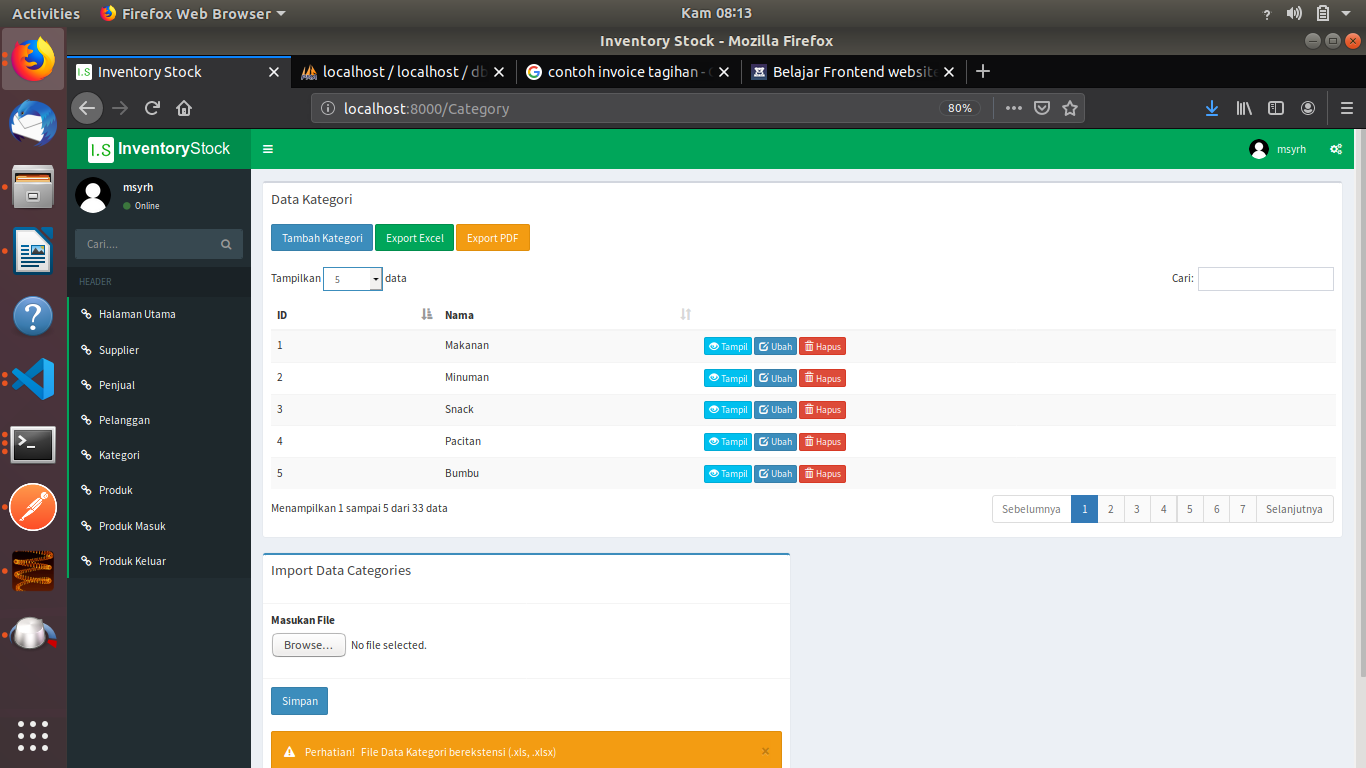 Activities Firefox Web Browser Kam 08:13 ?
Inventory Stock - Mozilla Firefox
I.S Inventory Stock localhost / localhost / db contoh invoice tagihan - Belajar Frontend website
localhost:8000/Category 80%
I.S InventoryStock msyrh
msyrh
Online
Cari....
HEADER
Halaman Utama
Supplier
Penjual
Pelanggan
Kategori
Produk
Produk Masuk
Produk Keluar
Data Kategori
Tambah Kategori Export Excel Export PDF
Tampilkan 5 data Cari:
ID Nama
1 Makanan Tampil Ubah Hapus
2 Minuman Tampil Ubah Hapus
3 Snack Tampil Ubah Hapus
4 Pacitan Tampil Ubah Hapus
5 Bumbu Tampil Ubah Hapus
Menampilkan 1 sampai 5 dari 33 data Sebelumnya 1 2 3 4 5 6 7 Selanjutnya
Import Data Categories
Masukan File
Browse... No file selected.
Simpan
Perhatian! File Data Kategori berekstensi (.xls, .xlsx) ×